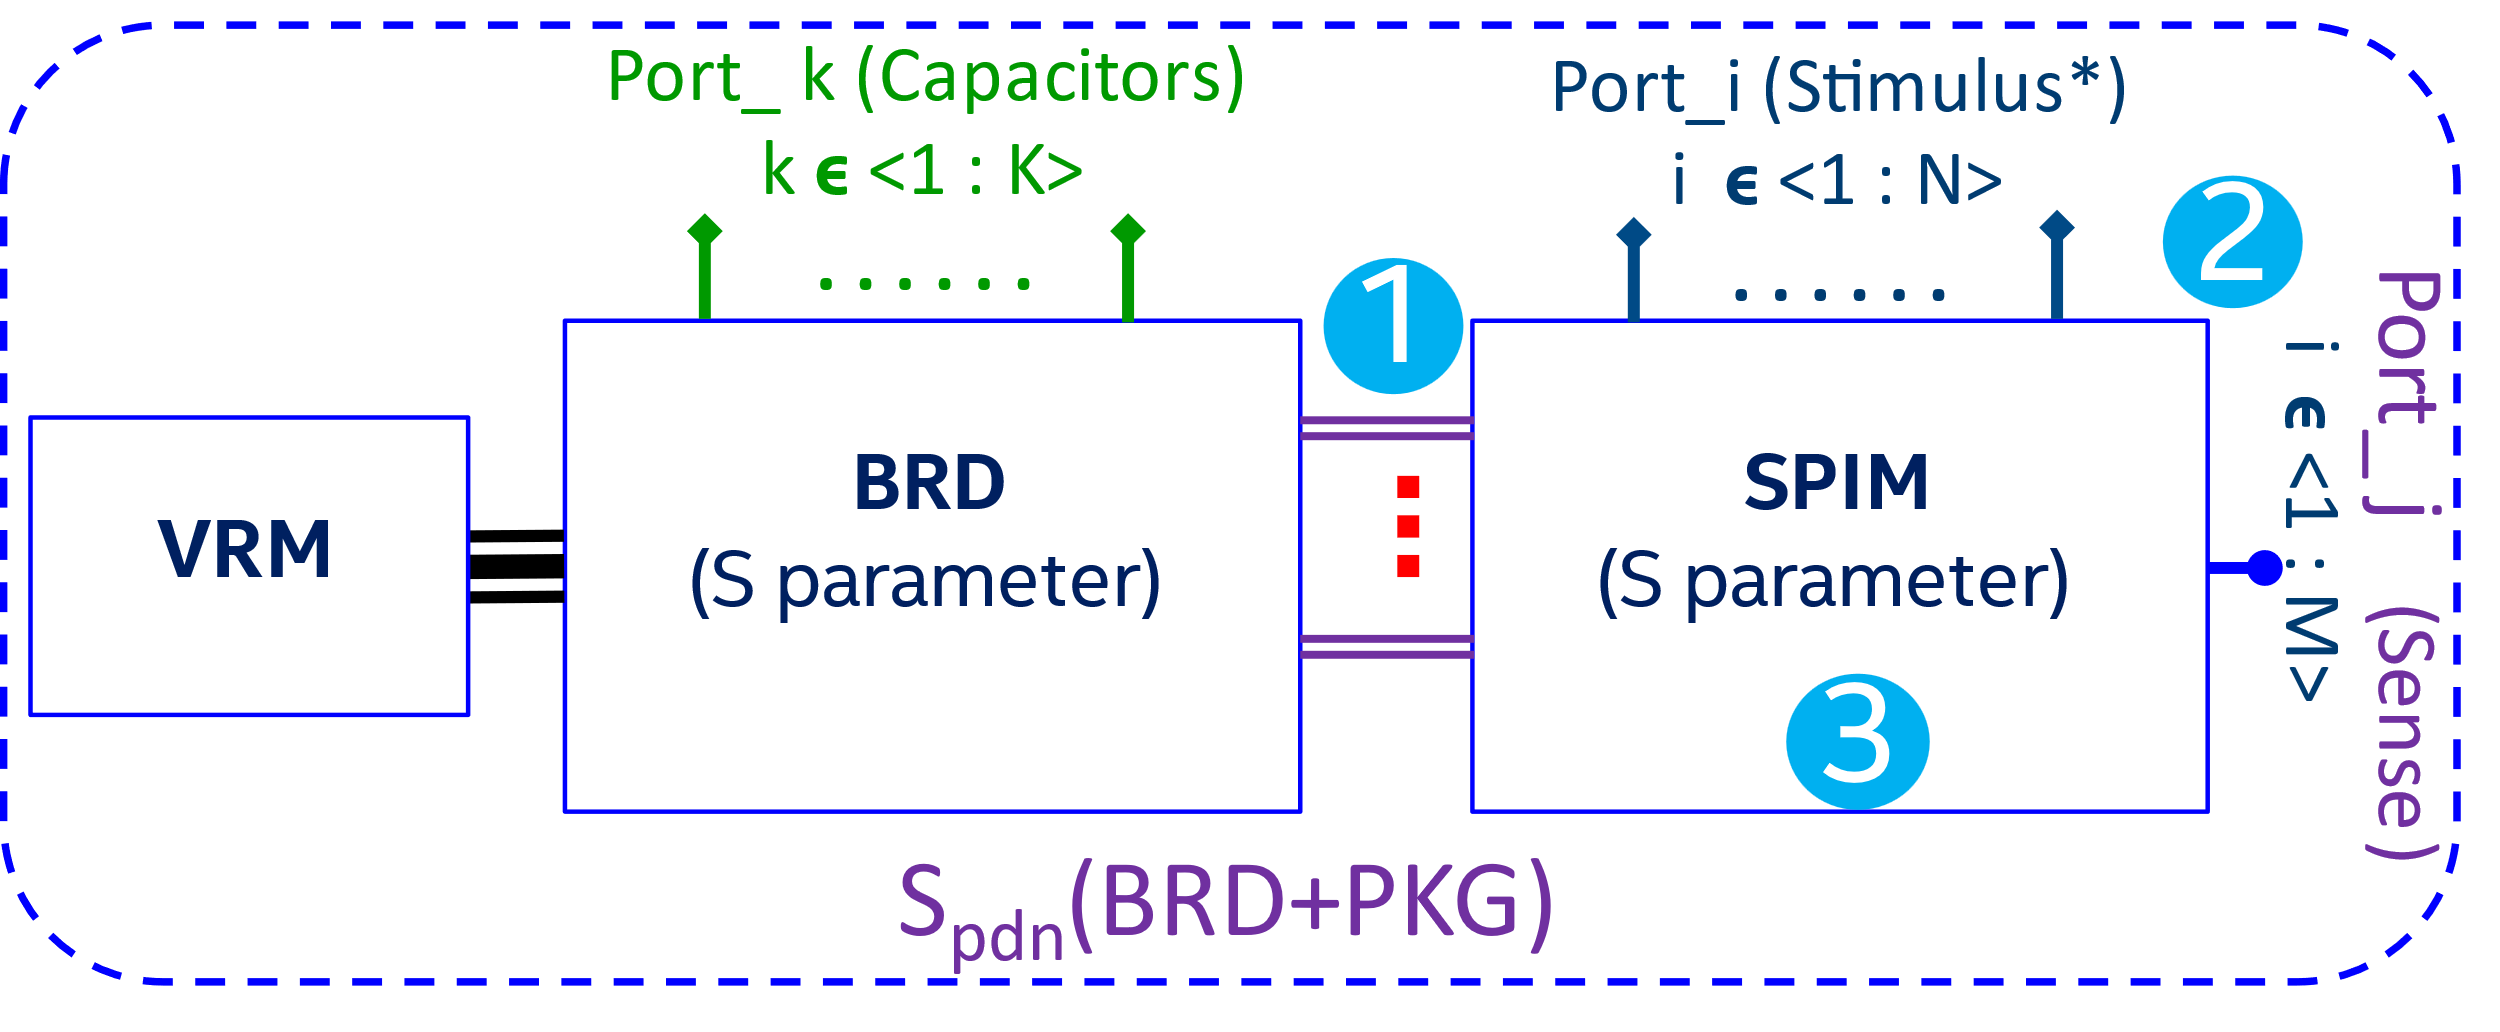 Port_ k (Capacitors)
k ϵ <1 : K>
Port_i (Stimulus*)
i ϵ <1 : N>
1
2
VRM
BRD
(S parameter)
SPIM
(S parameter)
3
Port_j (Sense)
i ϵ <1 : M>
Spdn(BRD+PKG)